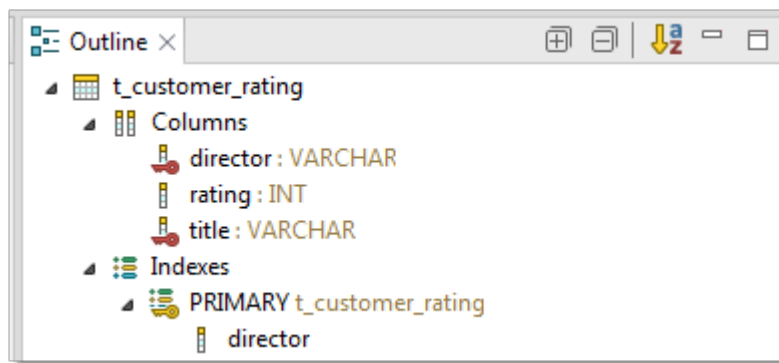 Outline
t_customer_rating
Columns
director : VARCHAR
rating : INT
title : VARCHAR
Indexes
PRIMARY t_customer_rating
director